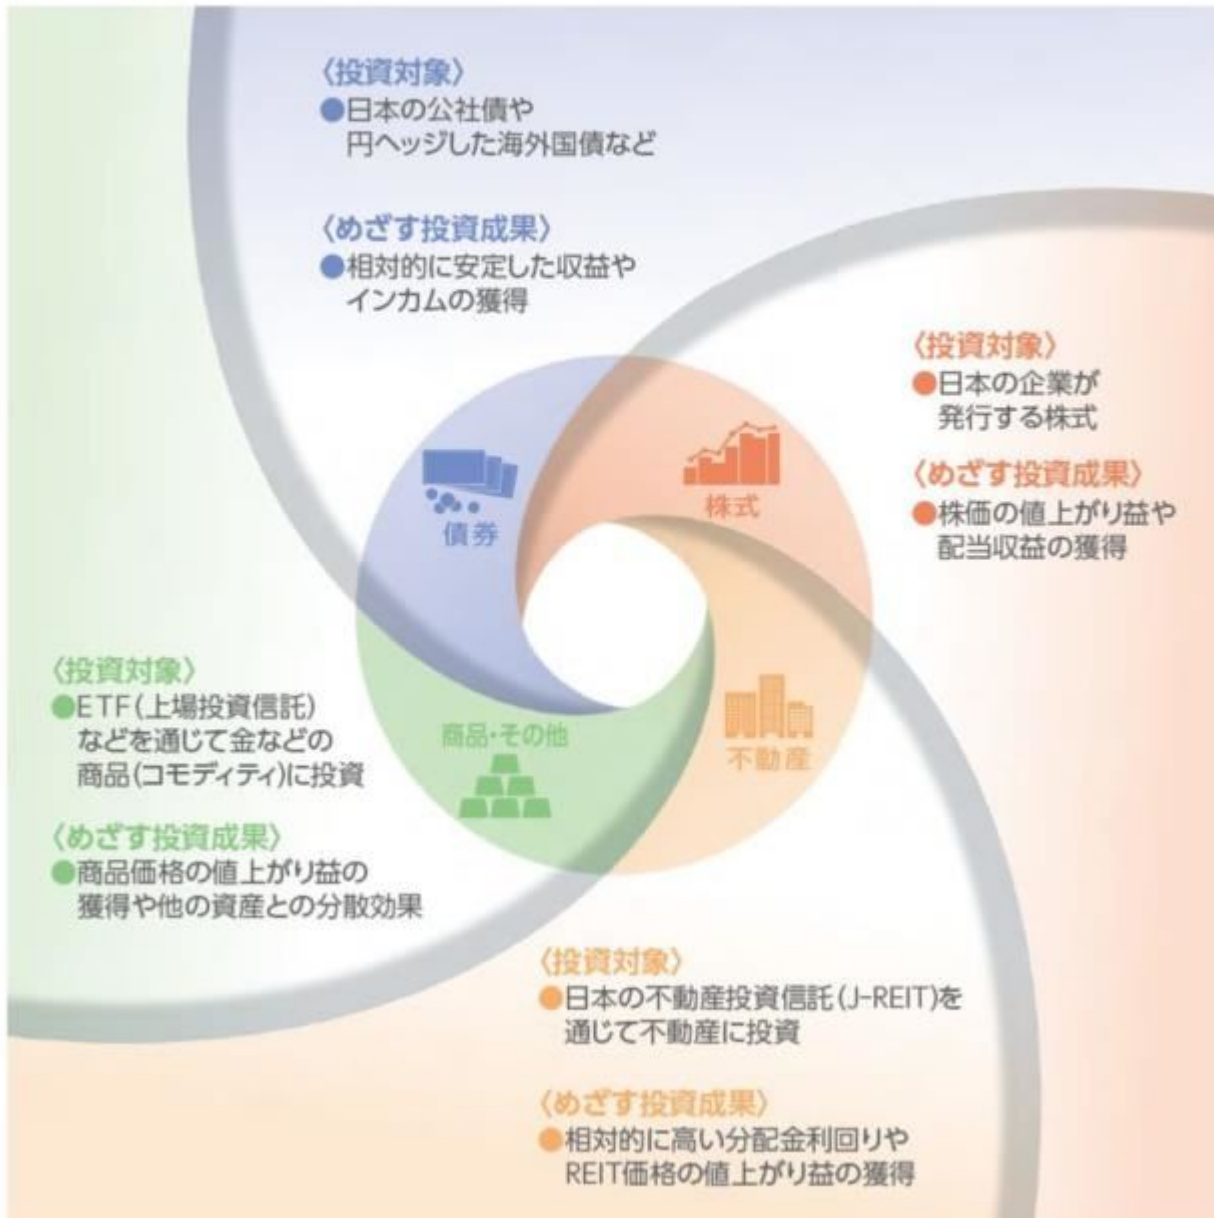 〈投資対象〉
●日本の公社債や
円ヘッジした海外国債など
〈めざす投資成果〉
●相対的に安定した収益や
インカムの獲得
〈投資対象〉
●日本の企業が
発行する株式
〈めざす投資成果〉
●株価の値上がり益や
配当収益の獲得
債券
株式
商品・その他
不動産
〈投資対象〉
●ETF(上場投資信託)
などを通じて金などの
商品(コモディティ)に投資
〈めざす投資成果〉
●商品価格の値上がり益の
獲得や他の資産との分散効果
〈投資対象〉
●日本の不動産投資信託(J-REIT)を
通じて不動産に投資
〈めざす投資成果〉
●相対的に高い分配金利回りや
REIT価格の値上がり益の獲得